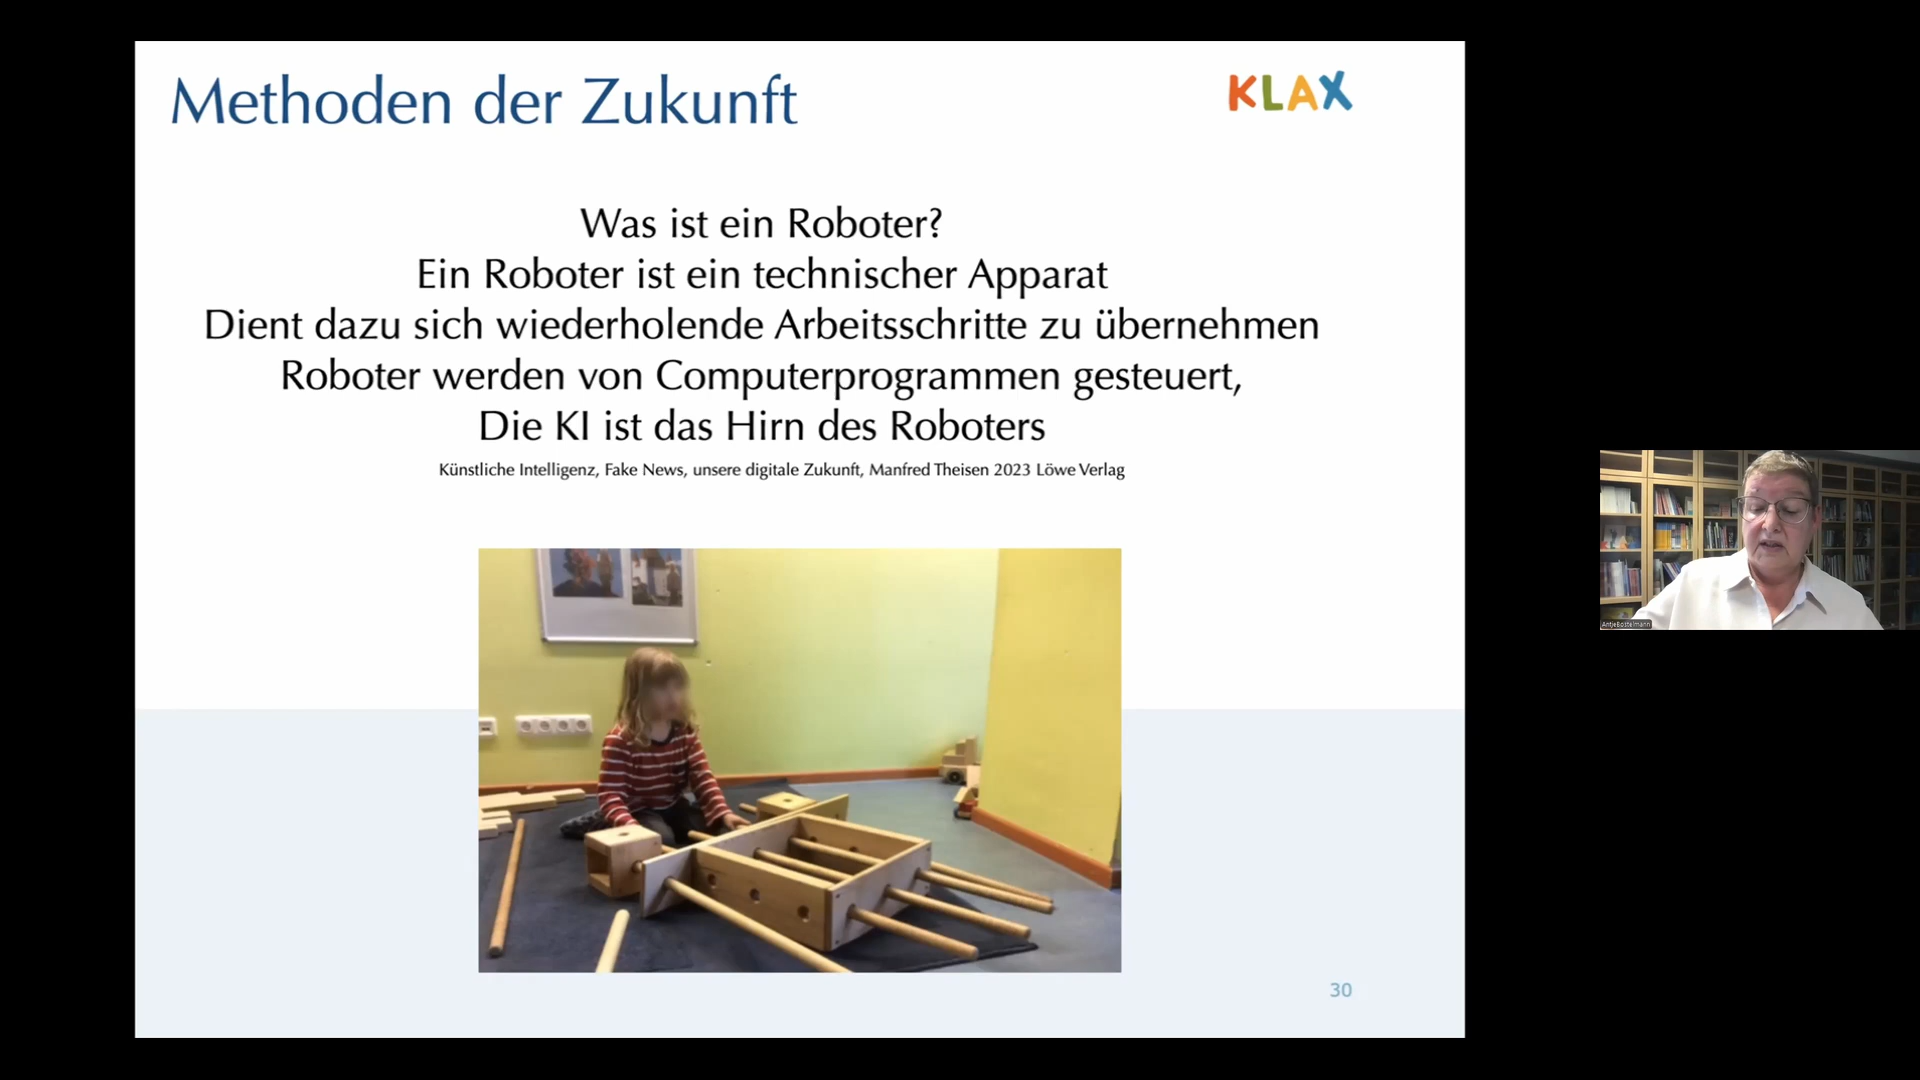 Methoden der Zukunft
KLAX
Was ist ein Roboter?
Ein Roboter ist ein technischer Apparat
Dient dazu sich wiederholende Arbeitsschritte zu übernehmen
Roboter werden von Computerprogrammen gesteuert,
Die KI ist das Hirn des Roboters
Künstliche Intelligenz, Fake News, unsere digitale Zukunft, Manfred Theisen 2023 Löwe Verlag
30
AntjeBostelmann